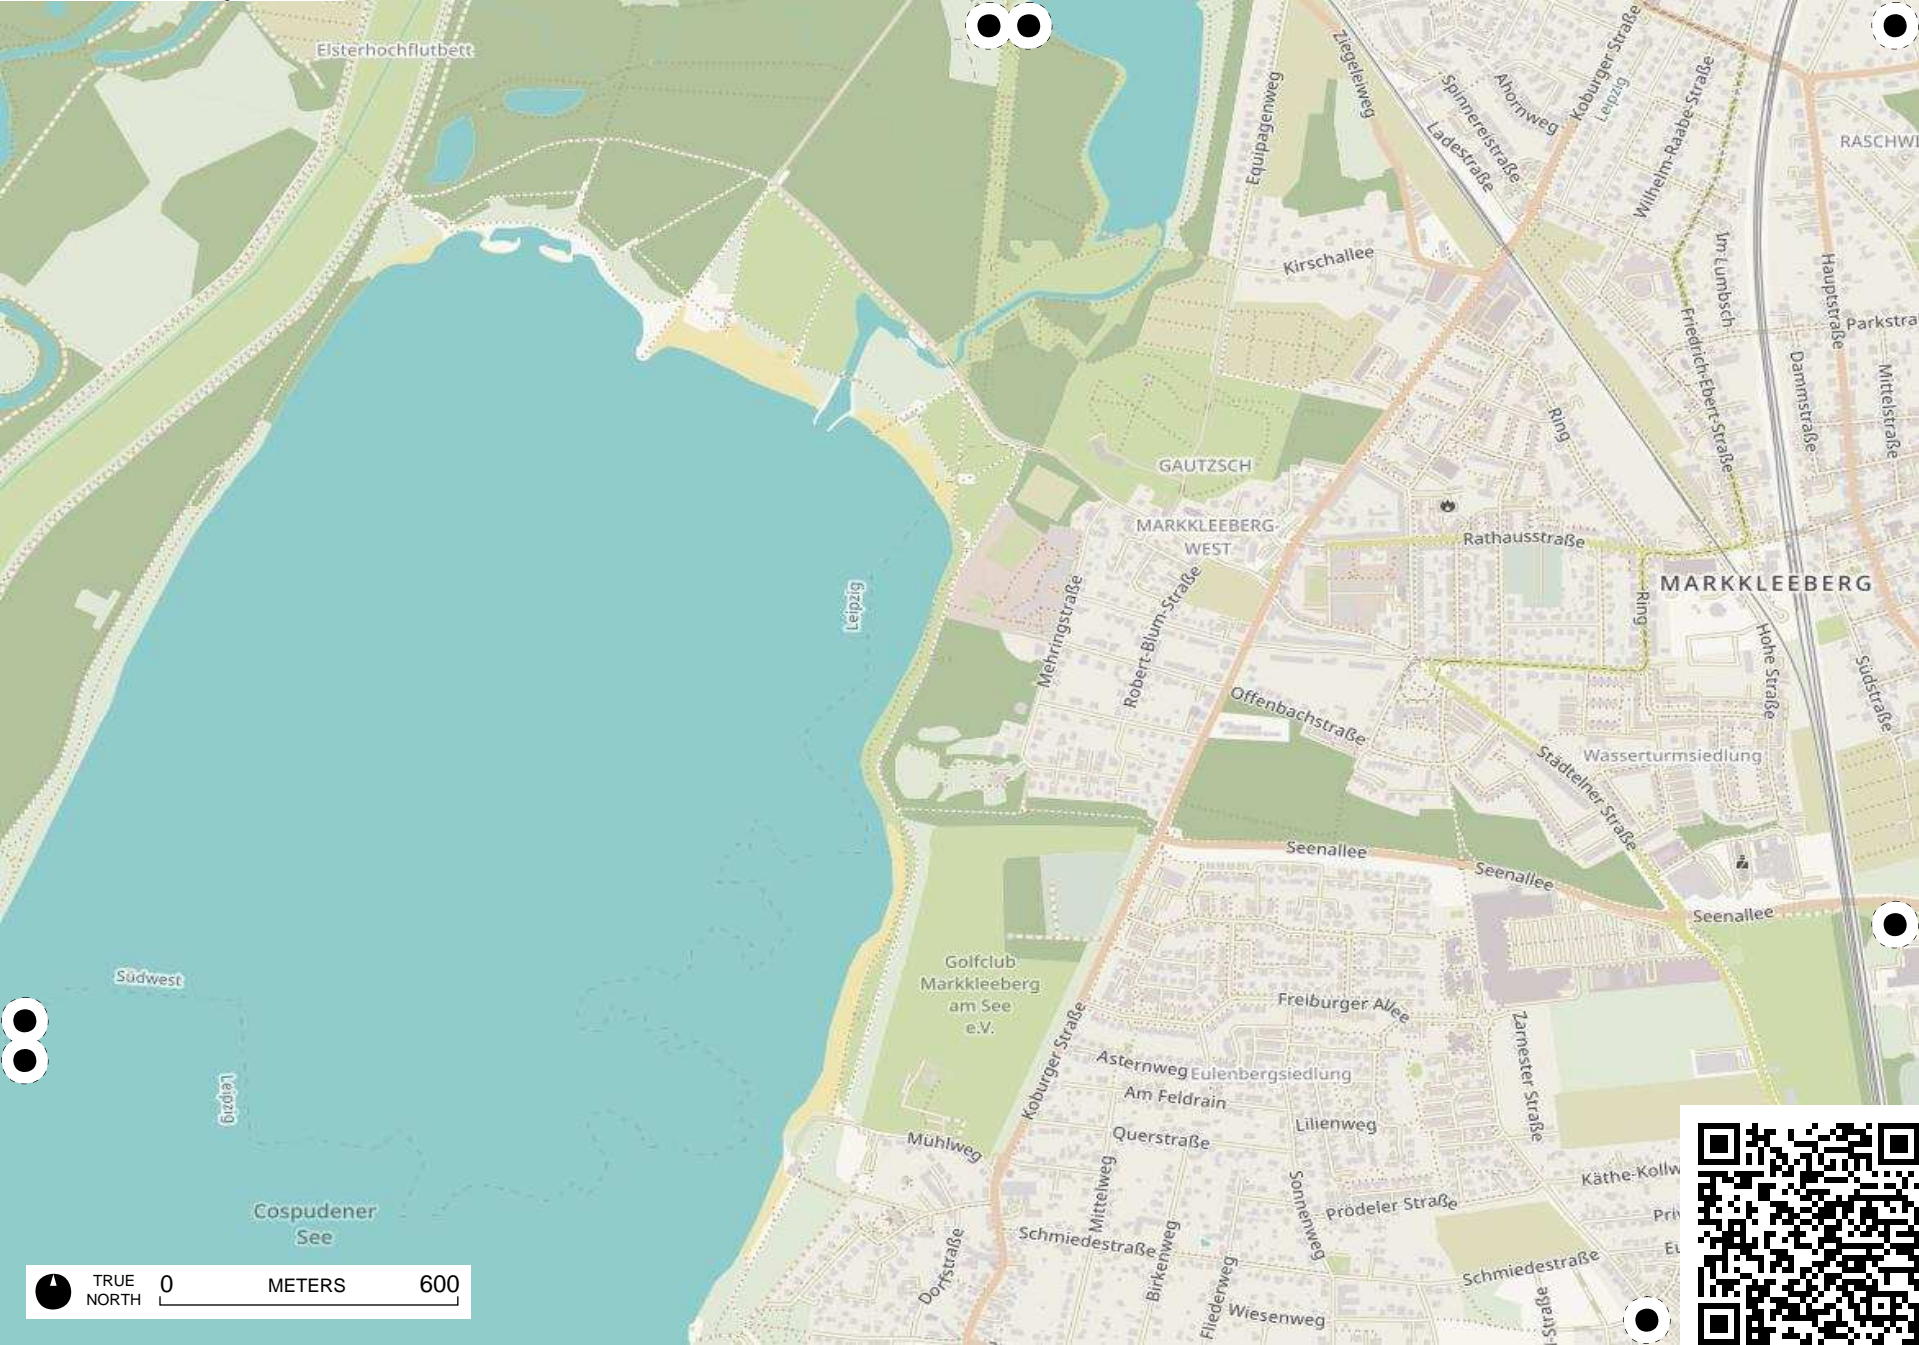 Elsterhochflutbett
Equipagenweg
Ziegeleiweg
Spinnereistraße
Ahornweg
Ladestraße
Koburger Straße
Leipzig
Wilhelm-Raabe-Straße
Kirschallee
Im Lumbsch
Hauptstraße
Friedrich-Ebert-Straße
Dammstraße
Mittelstraße
Ring
GAUTZSCH
MARKKLEEBERG-
WEST
Rathausstraße
MARKKLEEBERG
Leipzig
Mehringstraße
Robert-Blum-Straße
Ring
Hohe Straße
Südstraße
Offenbachstraße
Wasserturmsiedlung
Städtelner Straße
Seenallee
Seenallee
Seenallee
Golfclub
Markkleeberg
am See
e.V.
Südwest
Freiburger Allee
Koburger Straße
Zarnester Straße
Asternweg
Eulenbergsiedlung
Am Feldrain
Leipzig
Lilienweg
Querstraße
Mühlweg
Mittelweg
Sonnenweg
Prödeler Straße
Cospudener
See
Schmiedestraße
Schmiedestraße
Dorfstraße
Birkenweg
Fliederweg
Wiesenweg
TRUE
NORTH
0 METERS 600